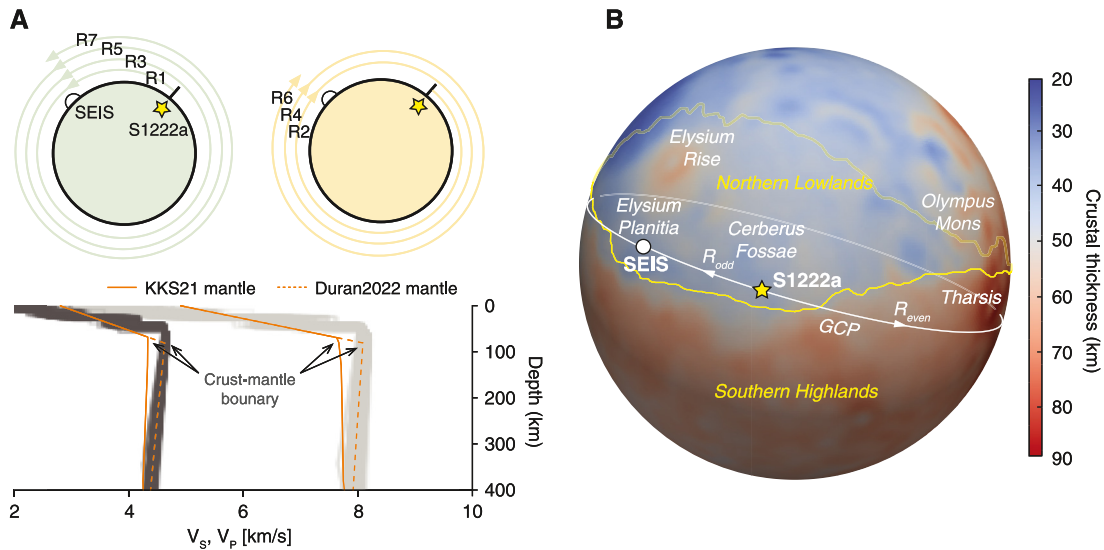 A
R7
R5
R3
R1
SEIS
S1222a
R6
R4
R2
KKS21 mantle
Duran2022 mantle
Crust-mantle
bounary
0
100
200
300
400
Depth (km)
2
4
6
8
10
VS, VP [km/s]
B
Elysium
Rise
Northern Lowlands
Olympus
Mons
Elysium
Planitia
Cerberus
Fossae
SEIS
Rodd
S1222a
Tharsis
Reven
GCP
Southern Highlands
20
30
40
50
60
70
80
90
Crustal thickness (km)